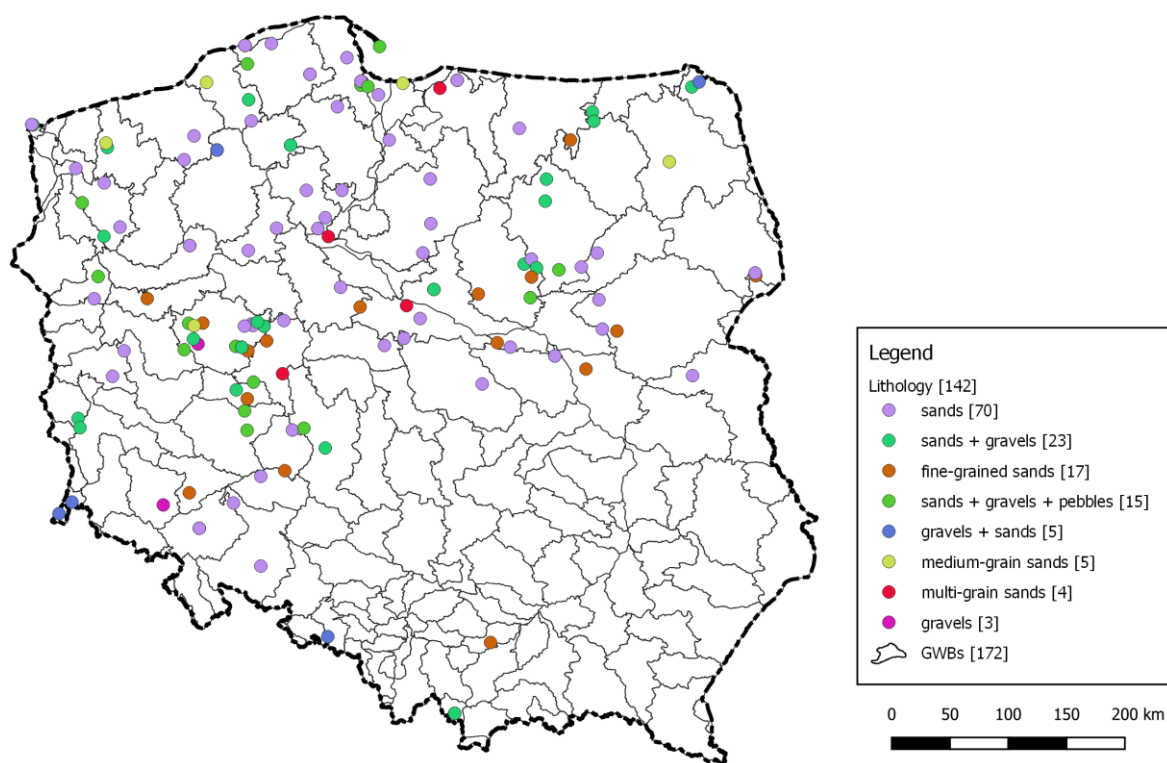 Legend
Lithology [142]
sands [70]
sands + gravels [23]
fine-grained sands [17]
sands + gravels + pebbles [15]
gravels + sands [5]
medium-grain sands [5]
multi-grain sands [4]
gravels [3]
GWBs [172]
0 50 100 150 200 km